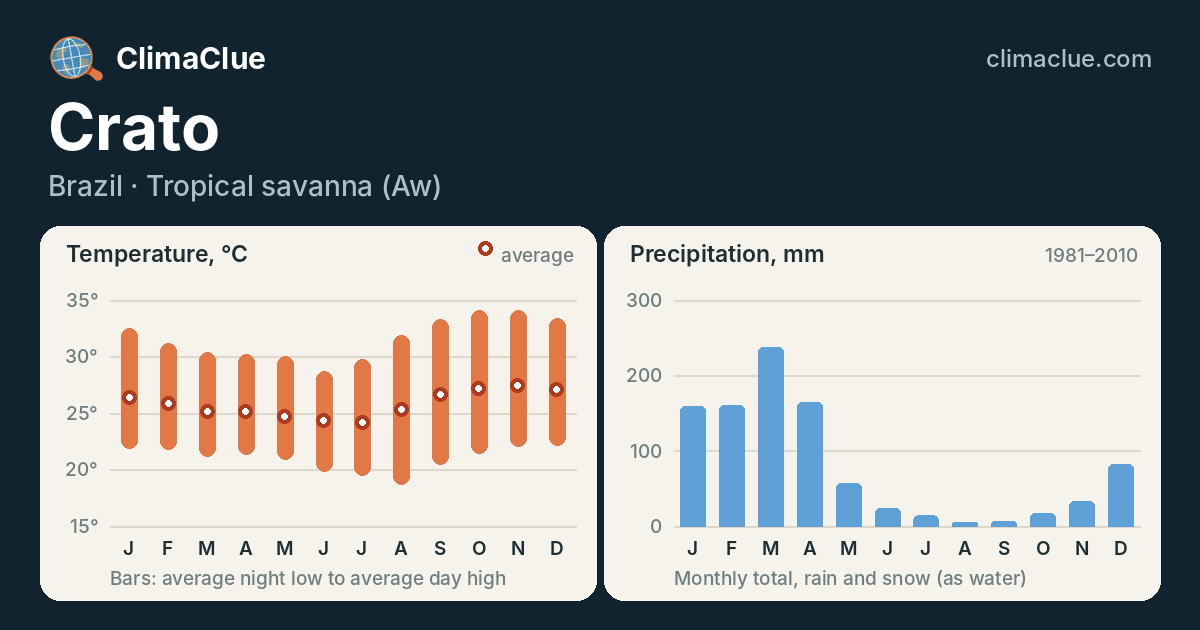 ClimaClue
climaclue.com
Crato
Brazil · Tropical savanna (Aw)
Temperature, °C
average
35°
30°
25°
20°
15°
J F M A M J J A S O N D
Bars: average night low to average day high
Precipitation, mm
1981–2010
300
200
100
0
J F M A M J J A S O N D
Monthly total, rain and snow (as water)